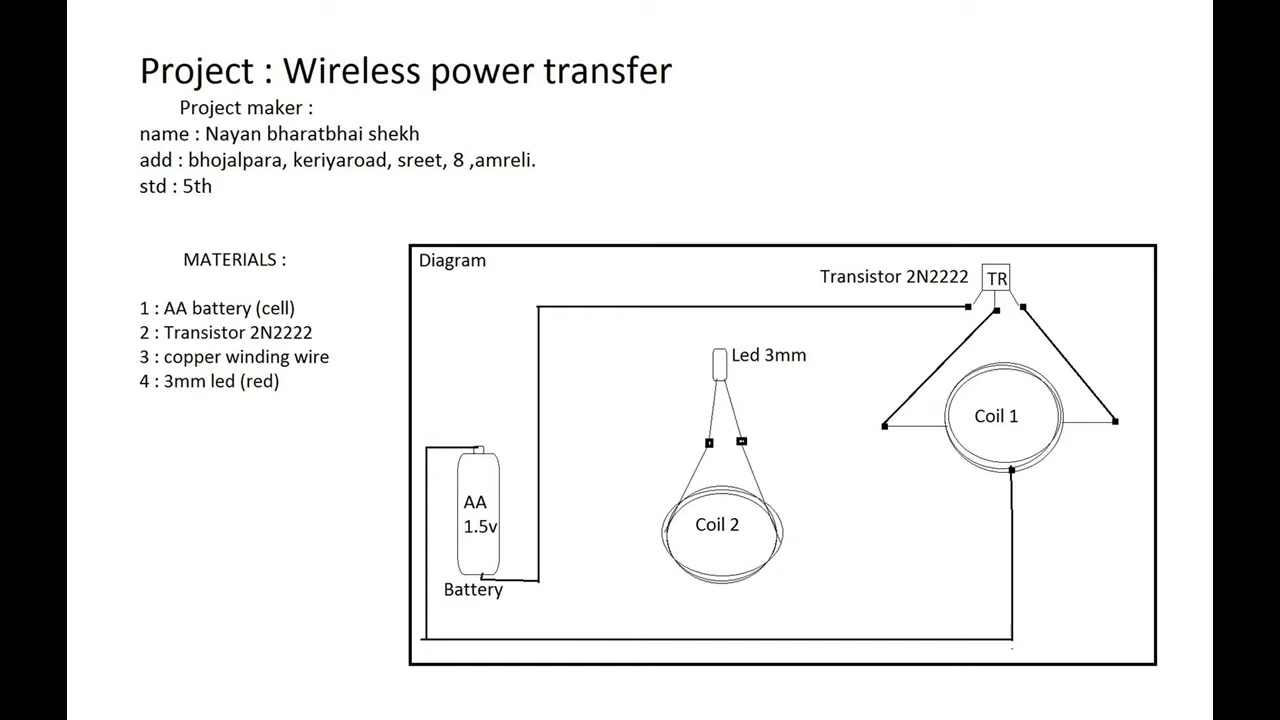 Project : Wireless power transfer
Project maker :
name : Nayan bharatbhai shekh
add : bhojalpara, keriyaroad, sreet, 8 ,amreli.
std : 5th
MATERIALS :
1 : AA battery (cell)
2 : Transistor 2N2222
3 : copper winding wire
4 : 3mm led (red)
Diagram
Transistor 2N2222
TR
Led 3mm
Coil 1
AA
1.5v
Coil 2
Battery